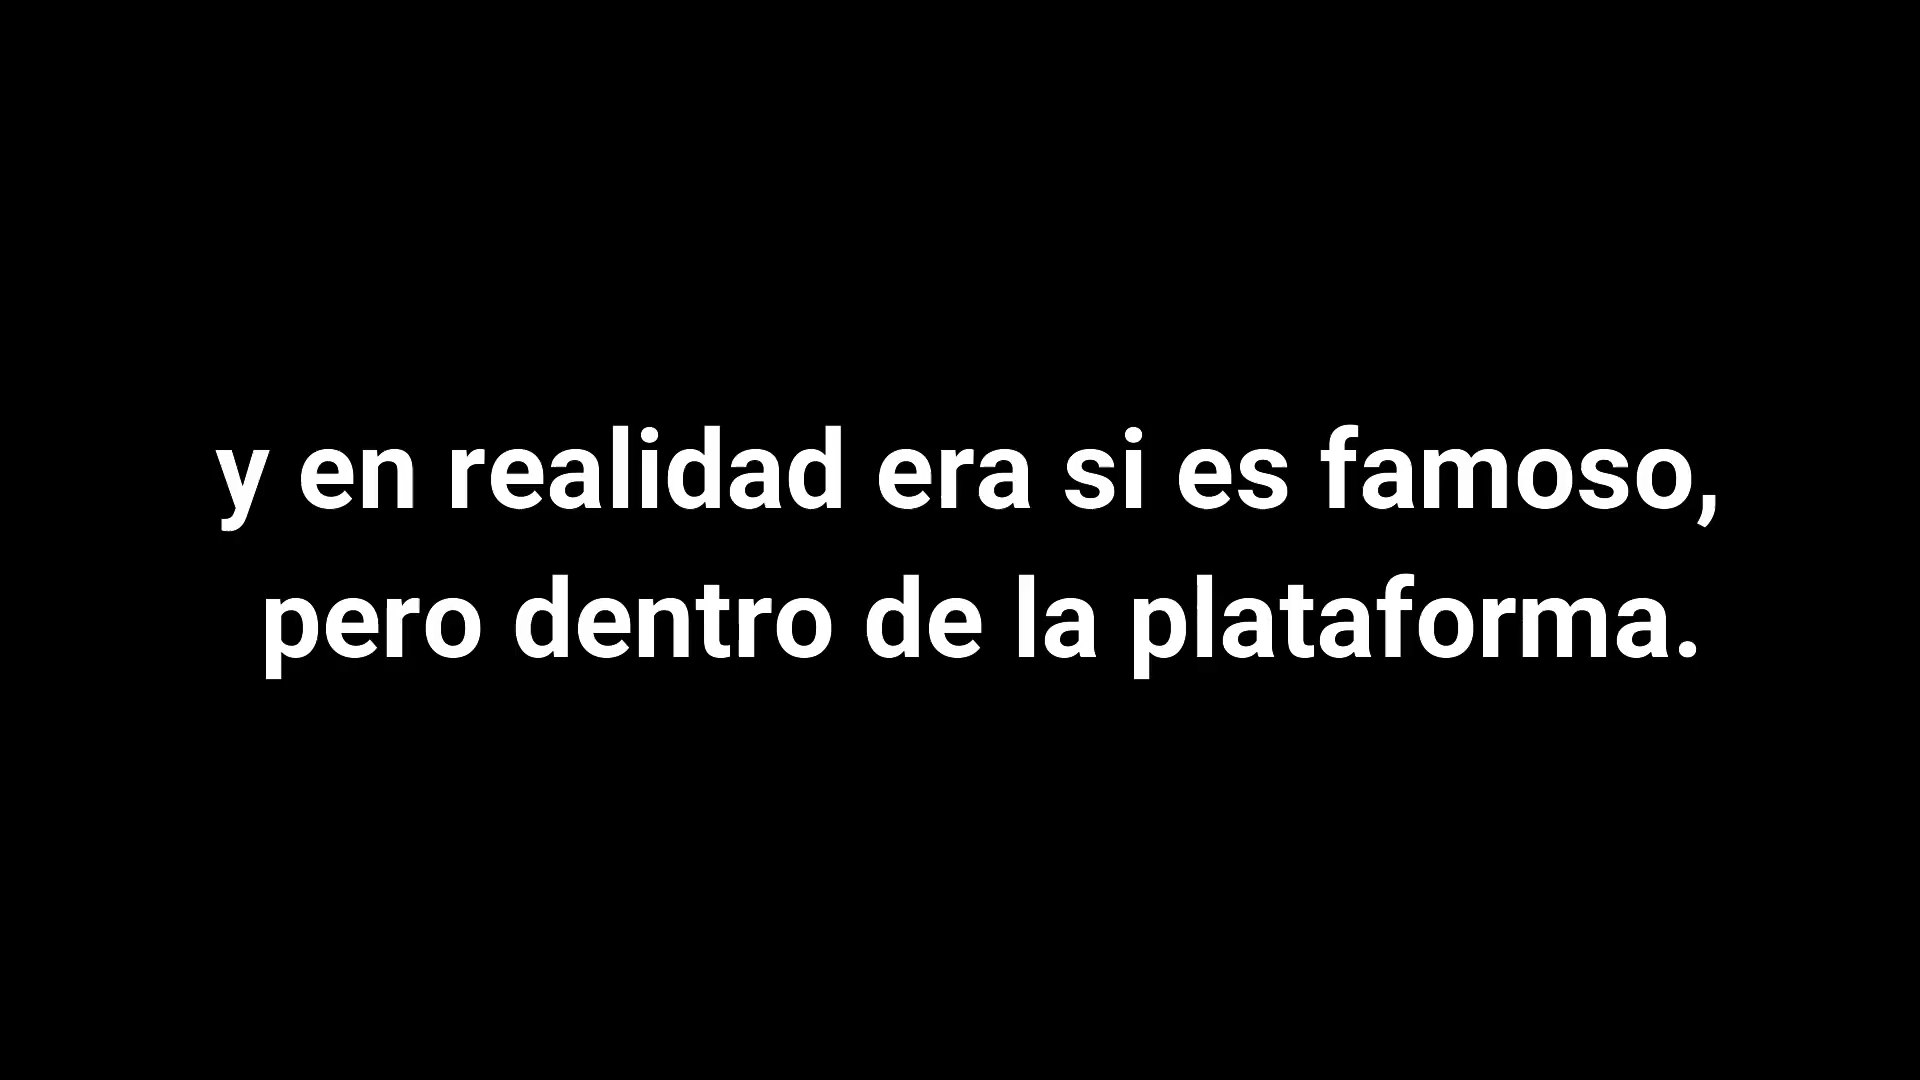 y en realidad era si es famoso,
pero dentro de la plataforma.